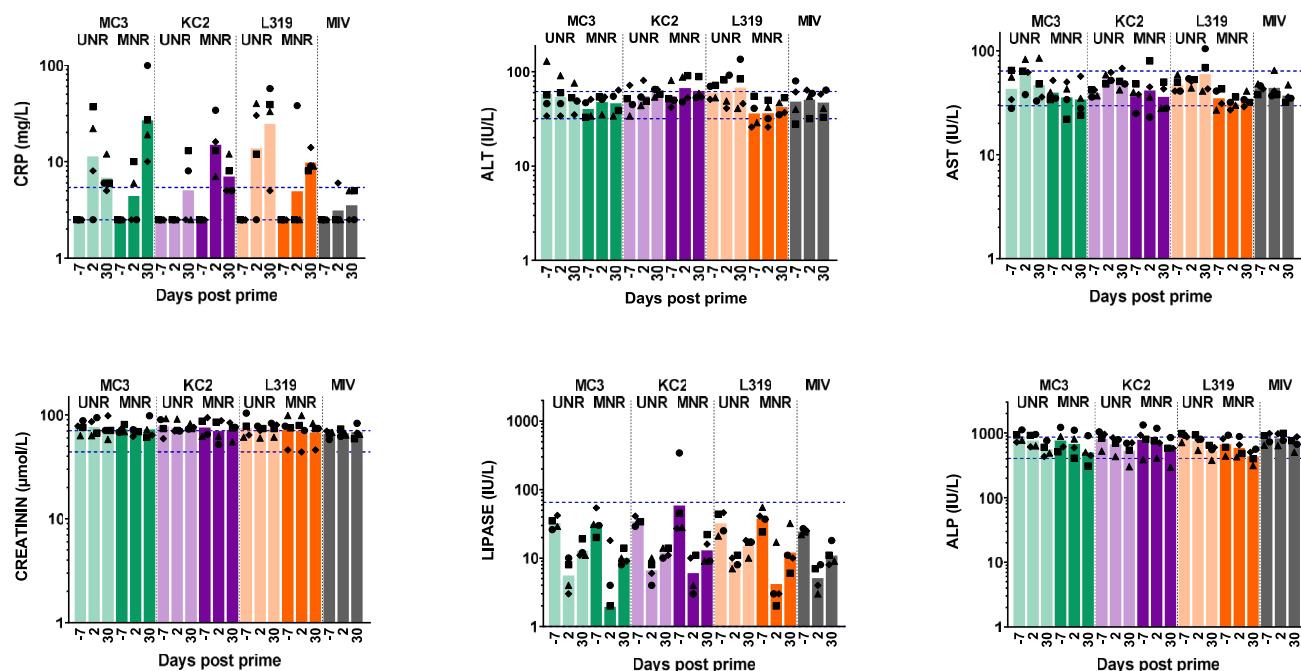 MC3 KC2 L319 MIV
UNR MNR UNR MNR UNR MNR
CRP (mg/L)
100
10
1
-7 2 30 -7 2 30 -7 2 30 -7 2 30 -7 2 30 -7 2 30 -7 2 30
Days post prime
MC3 KC2 L319 MIV
UNR MNR UNR MNR UNR MNR
ALT (IU/L)
100
10
1
-7 2 30 -7 2 30 -7 2 30 -7 2 30 -7 2 30 -7 2 30 -7 2 30
Days post prime
MC3 KC2 L319 MIV
UNR MNR UNR MNR UNR MNR
AST (IU/L)
100
10
1
-7 2 30 -7 2 30 -7 2 30 -7 2 30 -7 2 30 -7 2 30 -7 2 30
Days post prime
MC3 KC2 L319 MIV
UNR MNR UNR MNR UNR MNR
CREATININ (µmol/L)
100
10
1
-7 2 30 -7 2 30 -7 2 30 -7 2 30 -7 2 30 -7 2 30 -7 2 30
Days post prime
MC3 KC2 L319 MIV
UNR MNR UNR MNR UNR MNR
LIPASE (IU/L)
1000
100
10
1
-7 2 30 -7 2 30 -7 2 30 -7 2 30 -7 2 30 -7 2 30 -7 2 30
Days post prime
MC3 KC2 L319 MIV
UNR MNR UNR MNR UNR MNR
ALP (IU/L)
1000
100
10
1
-7 2 30 -7 2 30 -7 2 30 -7 2 30 -7 2 30 -7 2 30 -7 2 30
Days post prime